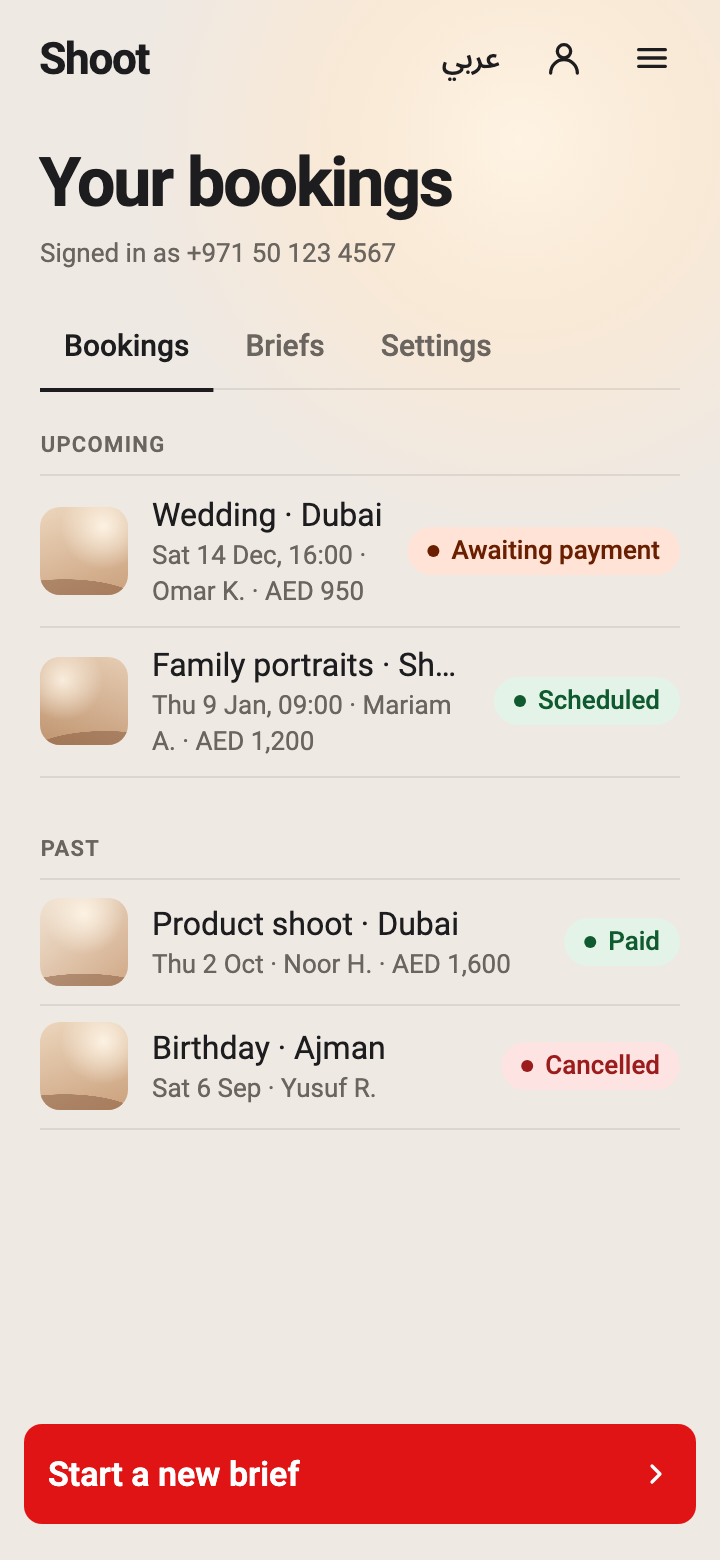 Shoot
عربي
Your bookings
Signed in as +971 50 123 4567
Bookings
Briefs
Settings
UPCOMING
Wedding · Dubai
Sat 14 Dec, 16:00 ·
Omar K. · AED 950
Awaiting payment
Family portraits · Sh…
Thu 9 Jan, 09:00 · Mariam
A. · AED 1,200
Scheduled
PAST
Product shoot · Dubai
Thu 2 Oct · Noor H. · AED 1,600
Paid
Birthday · Ajman
Sat 6 Sep · Yusuf R.
Cancelled
Start a new brief